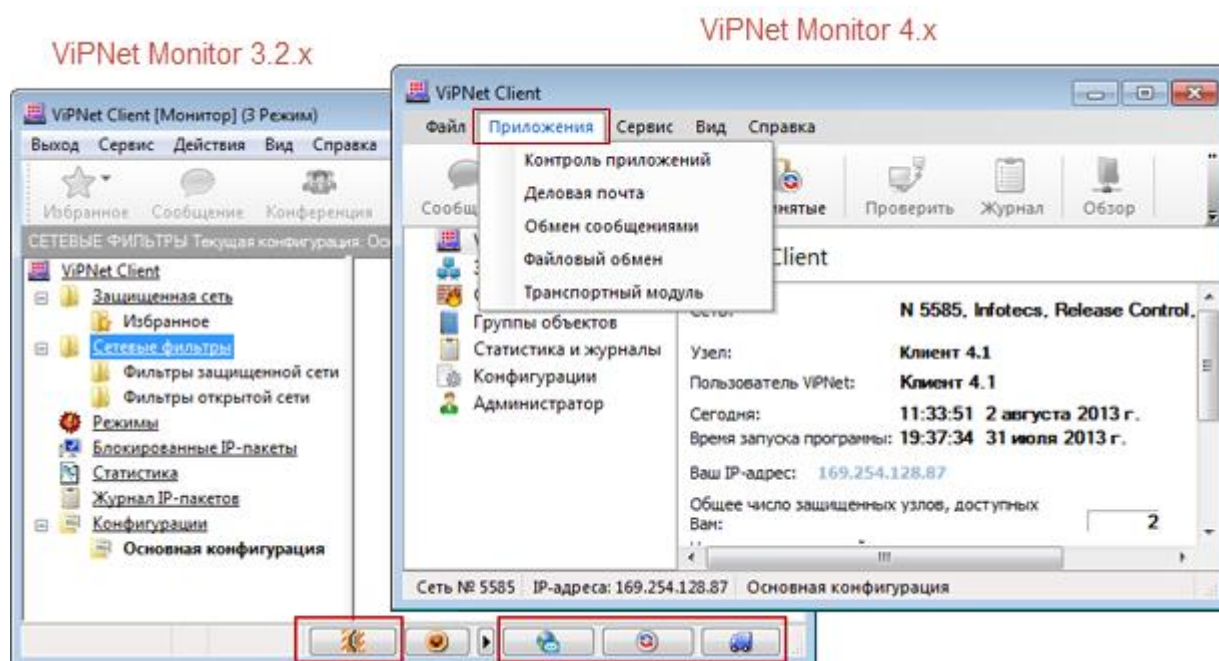 ViPNet Monitor 3.2.x
ViPNet Monitor 4.x
ViPNet Client [Монитор] (3 Режим)
Выход Сервис Действия Вид Справка
Избранное Сообщение Конференция
СЕТЕВЫЕ ФИЛЬТРЫ Текущая конфигурация: Ос
ViPNet Client
Защищенная сеть
Избранное
Сетевые фильтры
Фильтры защищенной сети
Фильтры открытой сети
Режимы
Блокированные IP-пакеты
Статистика
Журнал IP-пакетов
Конфигурации
Основная конфигурация
ViPNet Client
Файл Приложения Сервис Вид Справка
Контроль приложений
Деловая почта
Обмен сообщениями
Файловый обмен
Транспортный модуль
Сообщ нятые Проверить Журнал Обзор
Client
Группы объектов
Статистика и журналы
Конфигурации
Администратор
N 5585, Infotecs, Release Control,
Узел: Клиент 4.1
Пользователь ViPNet: Клиент 4.1
Сегодня: 11:33:51 2 августа 2013 г.
Время запуска программы: 19:37:34 31 июля 2013 г.
Ваш IP-адрес: 169.254.128.87
Общее число защищенных узлов, доступных
Вам: 2
Сеть № 5585 IP-адреса: 169.254.128.87 Основная конфигурация